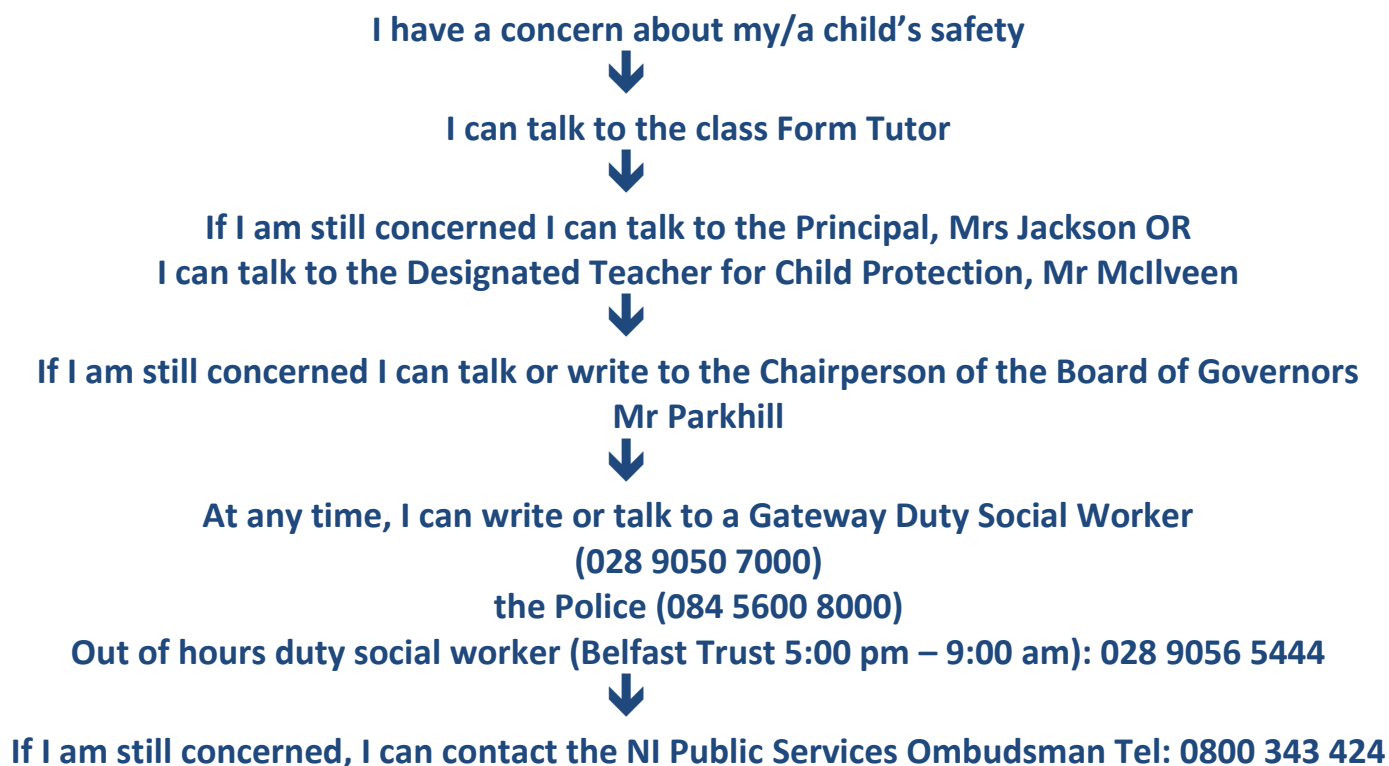 I have a concern about my/a child’s safety
I can talk to the class Form Tutor
If I am still concerned I can talk to the Principal, Mrs Jackson OR
I can talk to the Designated Teacher for Child Protection, Mr McIlveen
If I am still concerned I can talk or write to the Chairperson of the Board of Governors
Mr Parkhill
At any time, I can write or talk to a Gateway Duty Social Worker
(028 9050 7000)
the Police (084 5600 8000)
Out of hours duty social worker (Belfast Trust 5:00 pm – 9:00 am): 028 9056 5444
If I am still concerned, I can contact the NI Public Services Ombudsman Tel: 0800 343 424